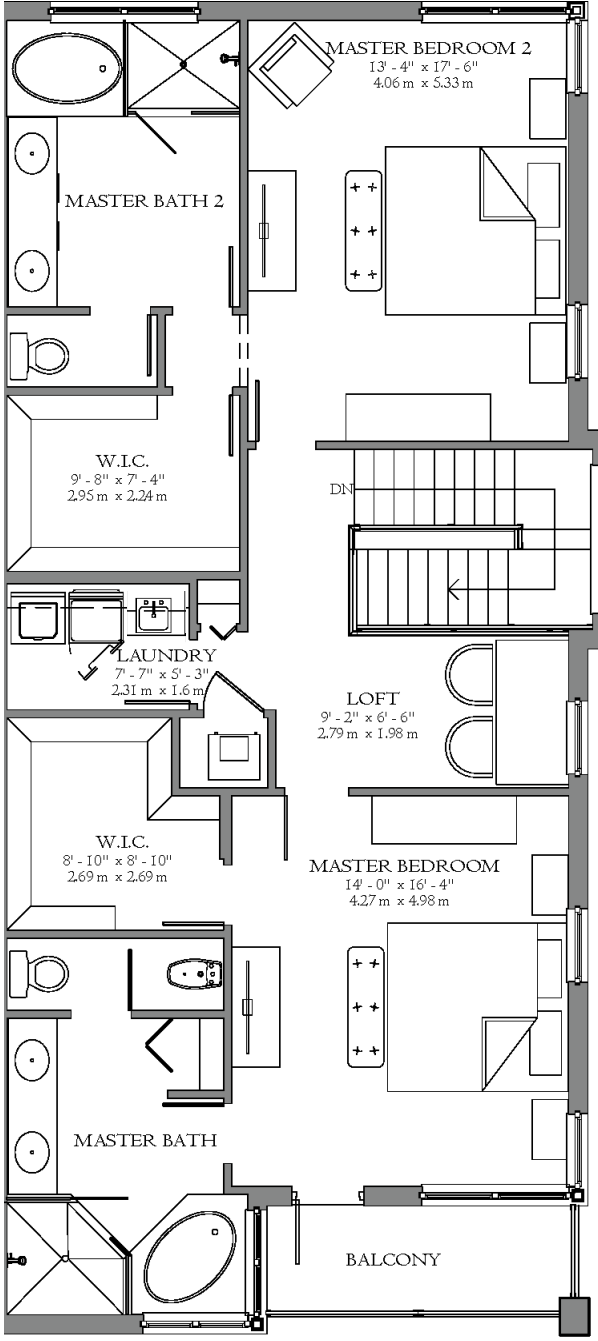 MASTER BEDROOM 2
13' - 4" x 17' - 6"
4.06 m x 5.33 m
MASTER BATH 2
W.I.C.
9' - 8" x 7' - 4"
2.95 m x 2.24 m
DN
LAUNDRY
7' - 7" x 5' - 3"
2.31 m x 1.6 m
LOFT
9' - 2" x 6' - 6"
2.79 m x 1.98 m
W.I.C.
8' - 10" x 8' - 10"
2.69 m x 2.69 m
MASTER BEDROOM
14' - 0" x 16' - 4"
4.27 m x 4.98 m
MASTER BATH
BALCONY